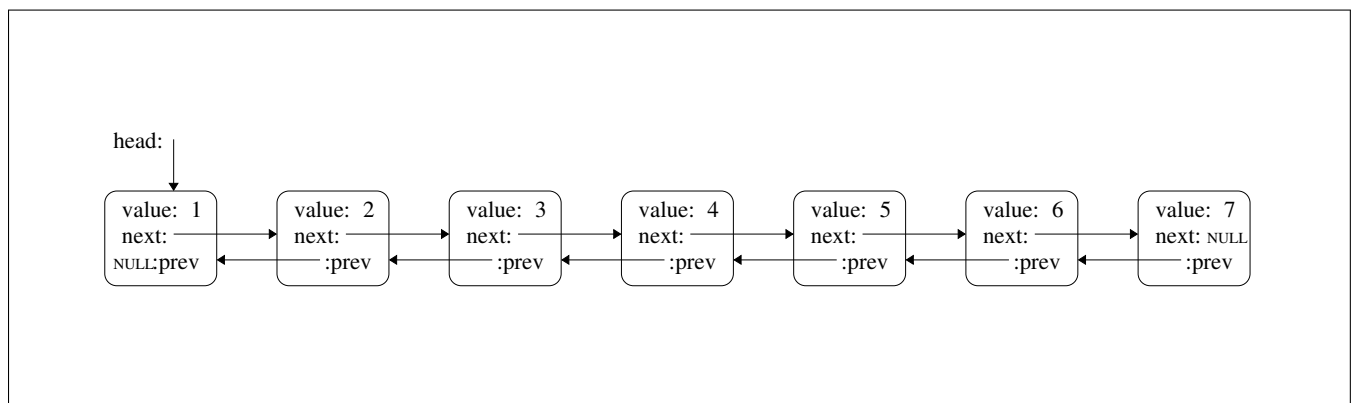 head:
value: 1 value: 2 value: 3 value: 4 value: 5 value: 6 value: 7
next: next: next: next: next: next: next: NULL
NULL:prev :prev :prev :prev :prev :prev :prev